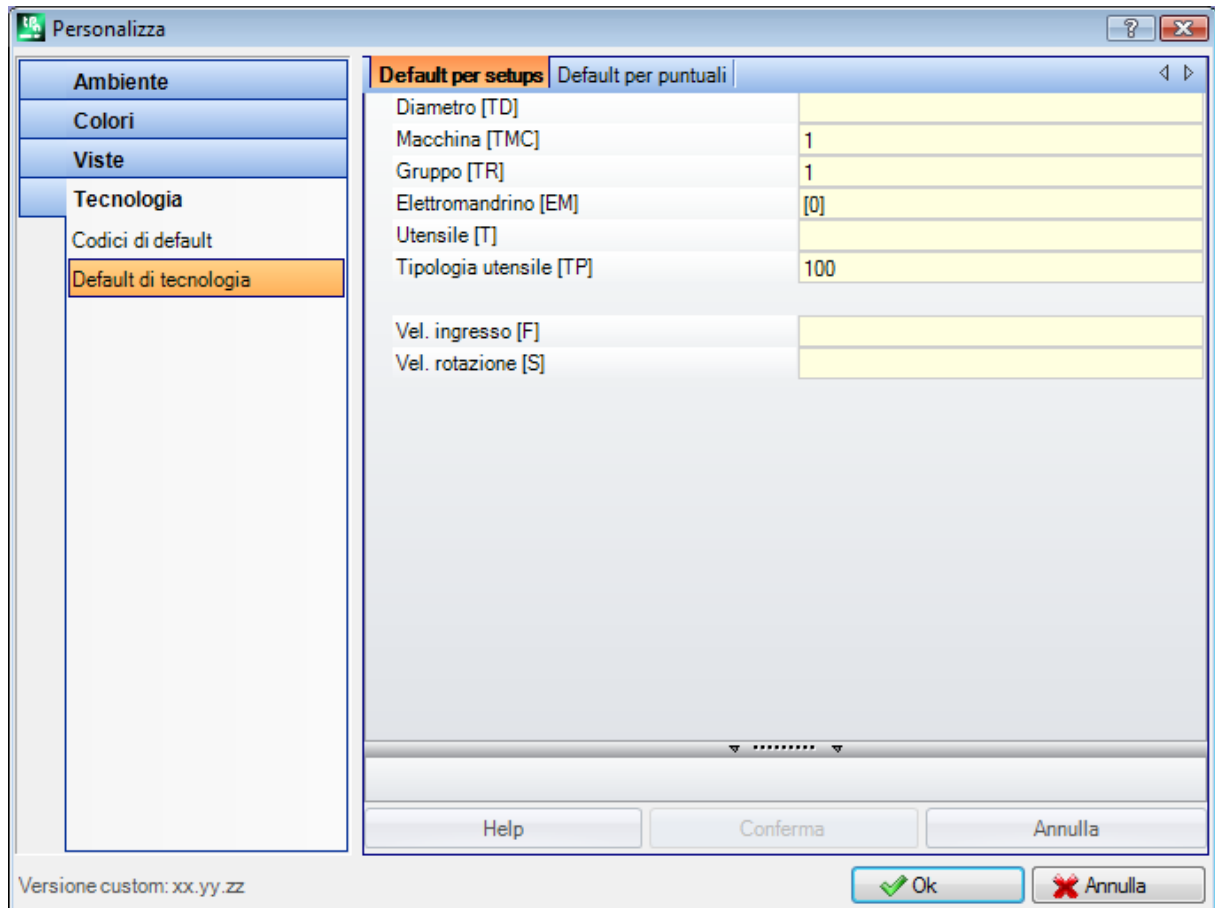 Personalizza
Ambiente
Colori
Viste
Tecnologia
Codici di default
Default di tecnologia
Default per setups Default per puntuali
Diametro [TD]
Macchina [TMC] 1
Gruppo [TR] 1
Elettromandrino [EM] [0]
Utensile [T]
Tipologia utensile [TP] 100
Vel. ingresso [F]
Vel. rotazione [S]
Help Conferma Annulla
Versione custom: xx.yy.zz Ok Annulla